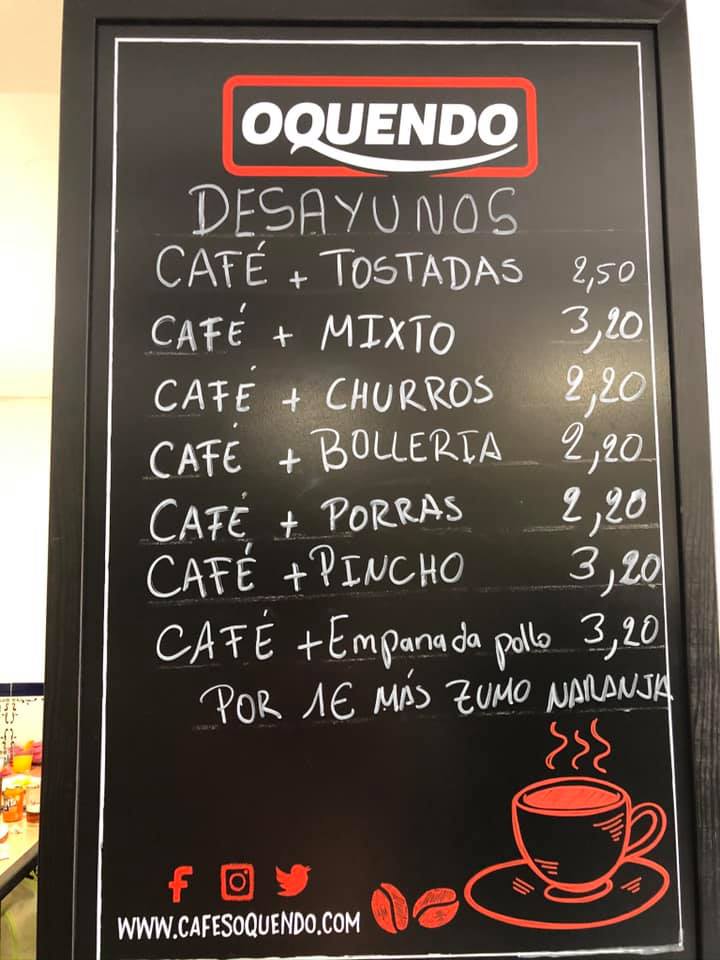 OQUENDO
DESAYUNOS
CAFÉ + TOSTADAS 2,50
CAFÉ + MIXTO 3,20
CAFÉ + CHURROS 2,20
CAFÉ + BOLLERIA 2,20
CAFÉ + PORRAS 2,20
CAFÉ + PINCHO 3,20
CAFÉ + Empanada pollo 3,20
POR 1€ MÁS ZUMO NARANJA
WWW.CAFESOQUENDO.COM